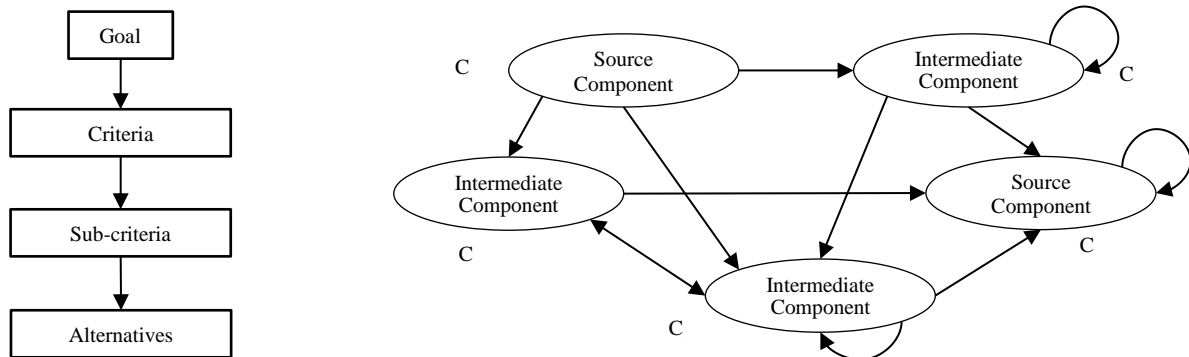 Goal
Criteria
Sub-criteria
Alternatives
C
Source
Component
Intermediate
Component
C
Intermediate
Component
C
Source
Component
C
Intermediate
Component
C